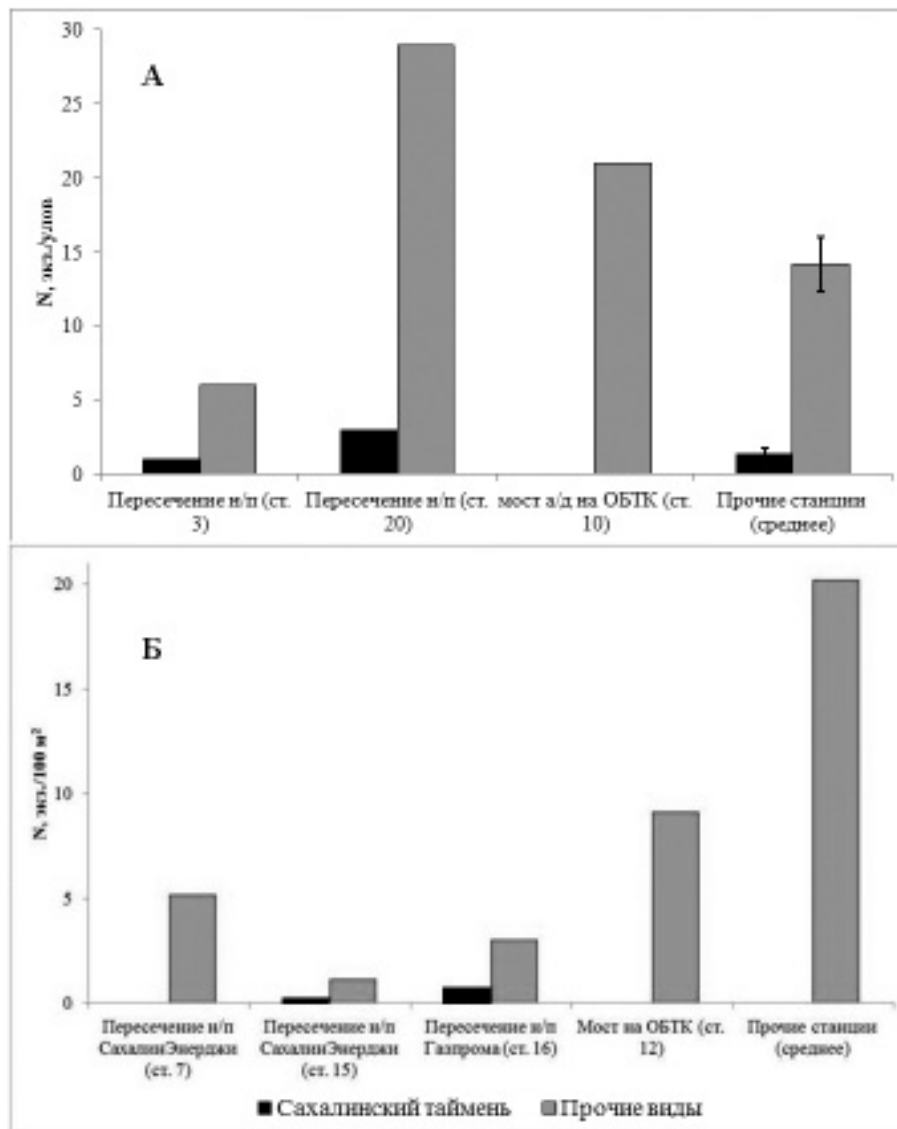 А
N, экз./улов
30
25
20
15
10
5
0
Пересечение н/п (ст.
3)
Пересечение н/п (ст.
20)
мост а/д на ОБТК (ст.
10)
Прочие станции
(среднее)
Б
N, экз./100 м²
20
15
10
5
0
Пересечение н/п
СахалинЭнерджи
(ст. 7)
Пересечение н/п
СахалинЭнерджи
(ст. 15)
Пересечение н/п
Газпрома (ст. 16)
Мост на ОБТК (ст.
12)
Прочие станции
(среднее)
Сахалинский таймень
Прочие виды